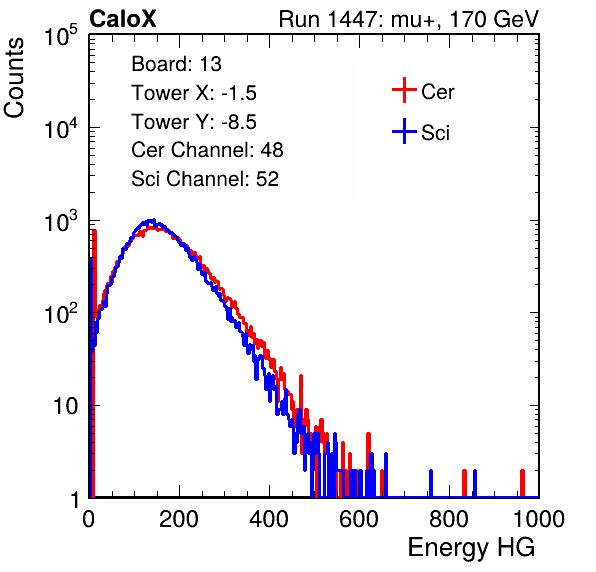 CaloX Run 1447: mu+, 170 GeV
Counts
Board: 13
Tower X: -1.5
Tower Y: -8.5
Cer Channel: 48
Sci Channel: 52
Cer
Sci
10^5
10^4
10^3
10^2
10
1
0 200 400 600 800 1000
Energy HG